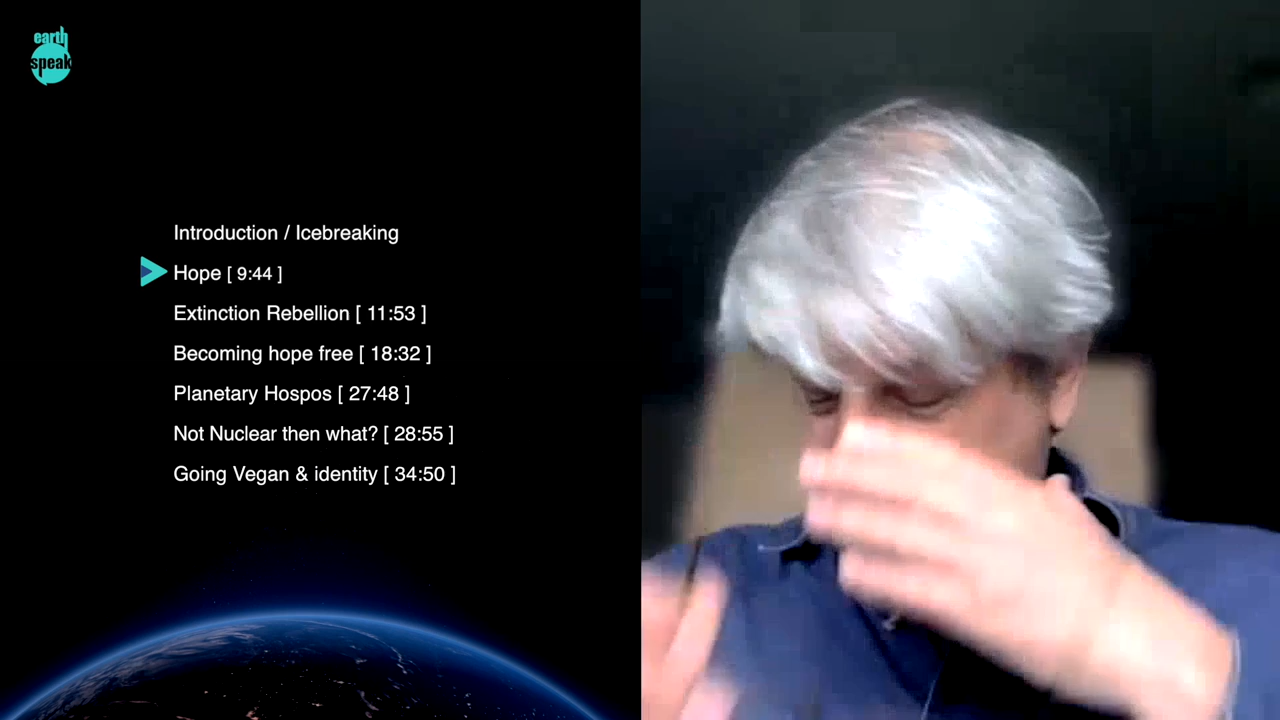 earth
speak
Introduction / Icebreaking
Hope [ 9:44 ]
Extinction Rebellion [ 11:53 ]
Becoming hope free [ 18:32 ]
Planetary Hospos [ 27:48 ]
Not Nuclear then what? [ 28:55 ]
Going Vegan & identity [ 34:50 ]